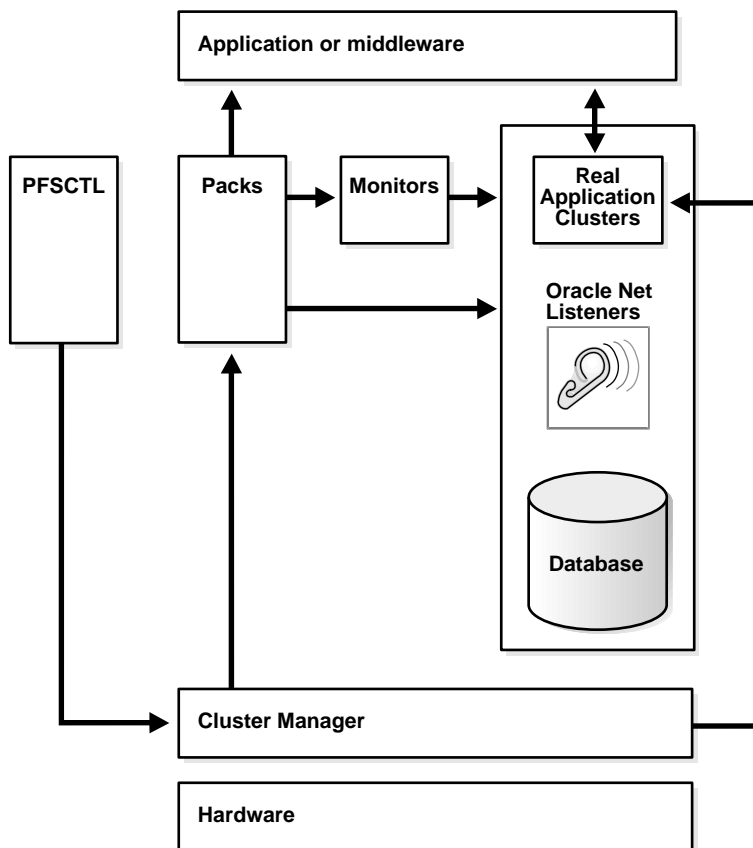 Application or middleware
PFSCTL
Packs
Monitors
Real
Application
Clusters
Oracle Net
Listeners
Database
Cluster Manager
Hardware